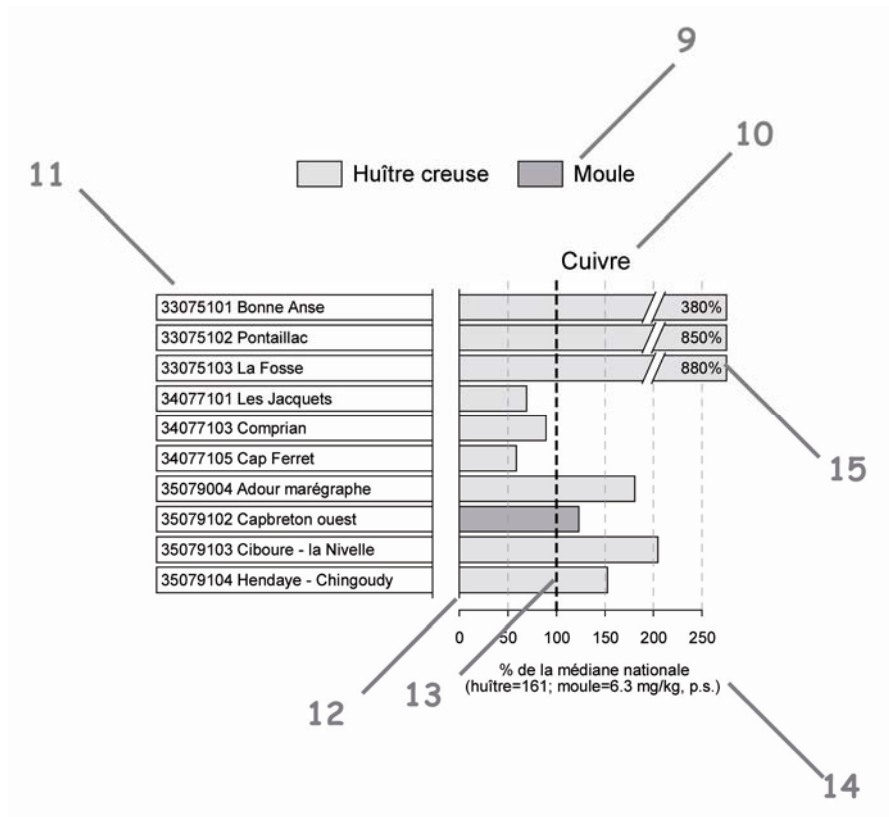 9
10
11
Huître creuse Moule
Cuivre
33075101 Bonne Anse 380%
33075102 Pontaillac 850%
33075103 La Fosse 880%
34077101 Les Jacquets
34077103 Comprian
34077105 Cap Ferret
15
35079004 Adour marégraphe
35079102 Capbreton ouest
35079103 Ciboure - la Nivelle
35079104 Hendaye - Chingoudy
0 50 100 150 200 250
% de la médiane nationale
(huître=161; moule=6.3 mg/kg, p.s.)
13
12
14